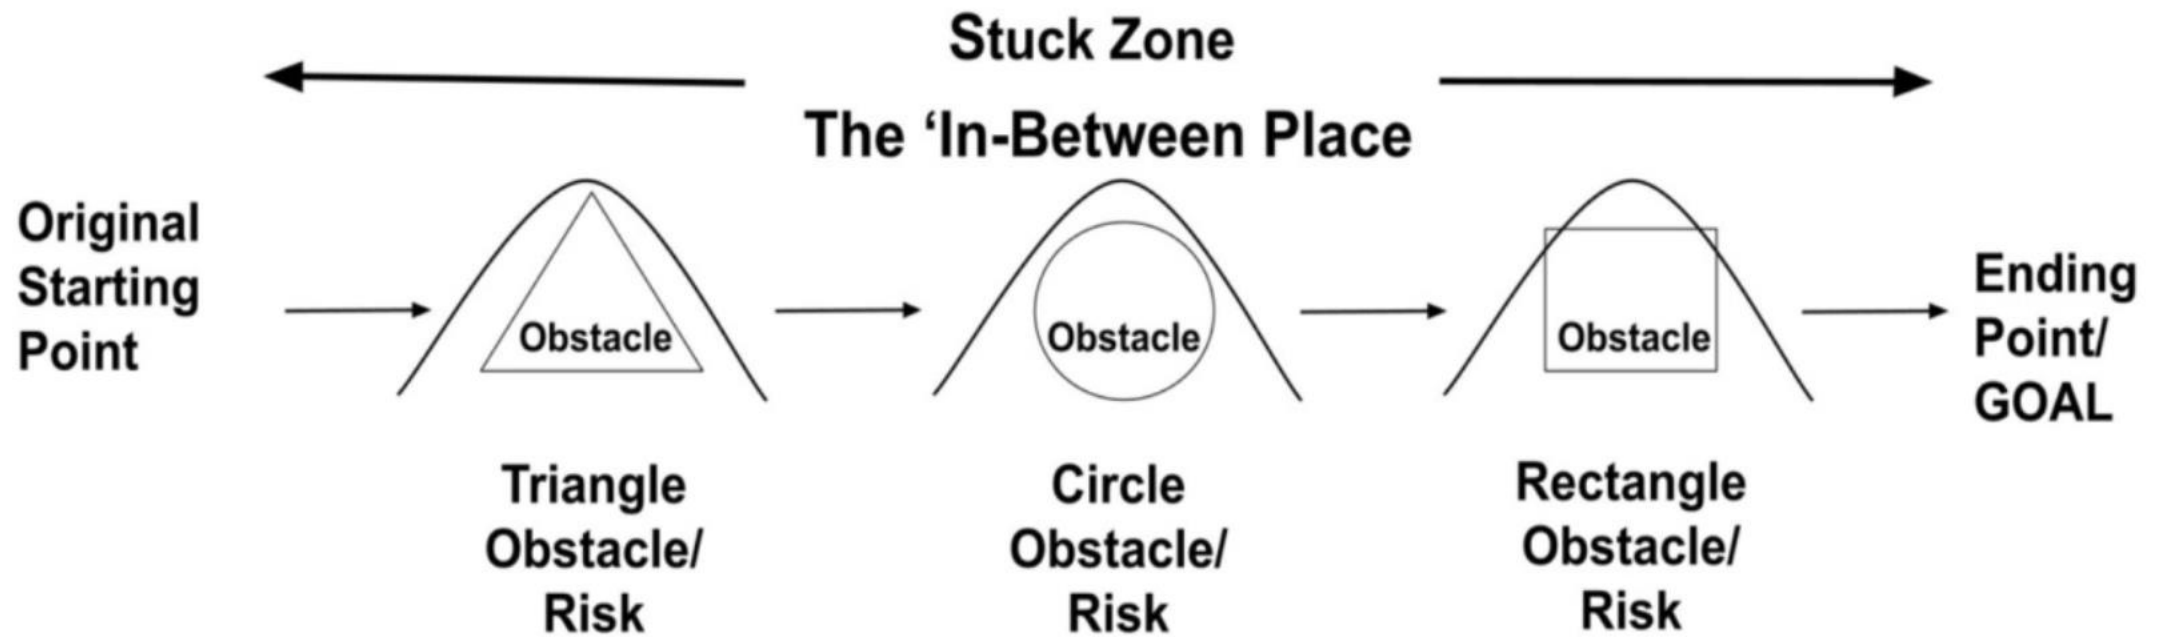 Stuck Zone
The ‘In-Between Place
Original
Starting
Point
Obstacle
Obstacle
Obstacle
Ending
Point/
GOAL
Triangle
Obstacle/
Risk
Circle
Obstacle/
Risk
Rectangle
Obstacle/
Risk